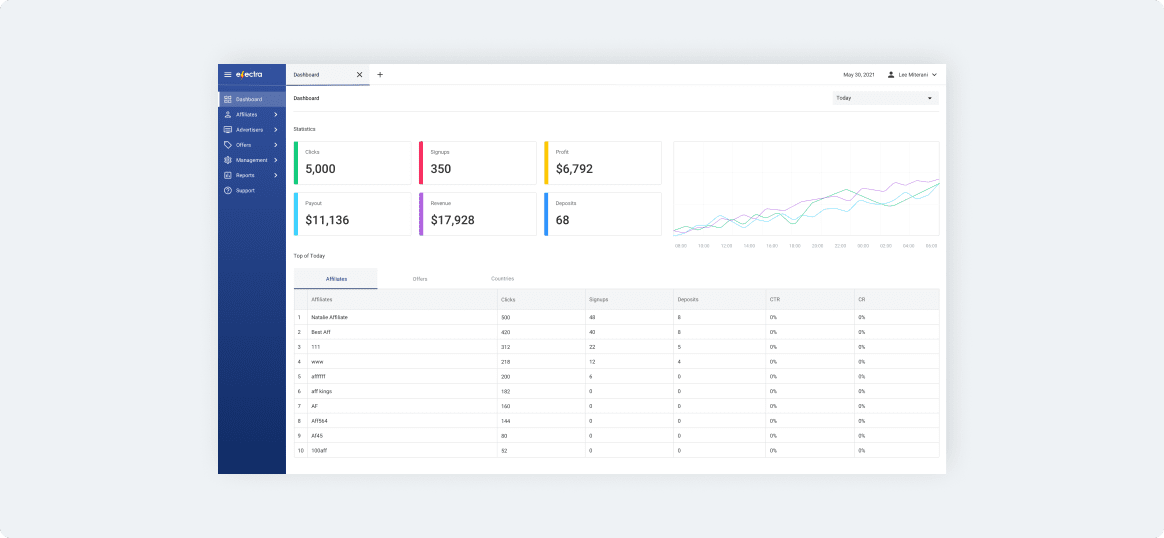 electra
Dashboard
May 30, 2021
Leo Miterani
Dashboard
Affiliates
Advertisers
Offers
Management
Reports
Support
Dashboard
Today
Statistics
Clicks
5,000
Signups
350
Profit
$6,792
Payout
$11,136
Revenue
$17,928
Deposits
68
08:00 10:00 12:00 14:00 16:00 18:00 20:00 22:00 00:00 02:00 04:00 06:00
Top of Today
Affiliates Offers Countries
Affiliates Clicks Signups Deposits CTR CR
1 Natalie Affiliate 500 48 8 0% 0%
2 Best Aff 420 40 8 0% 0%
3 111 312 22 5 0% 0%
4 www 218 12 4 0% 0%
5 affffff 200 6 0 0% 0%
6 aff kings 182 0 0 0% 0%
7 AF 160 0 0 0% 0%
8 Aff564 144 0 0 0% 0%
9 Af45 80 0 0 0% 0%
10 100aff 52 0 0 0% 0%